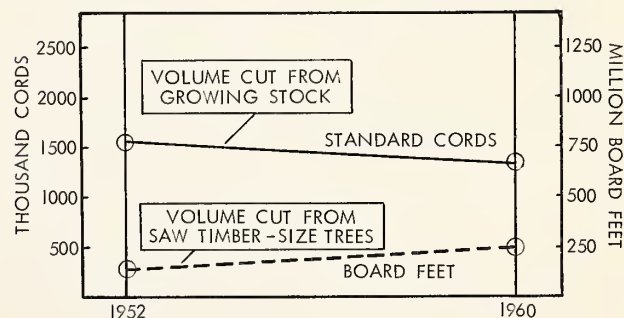 THOUSAND CORDS
2500
2000
1500
1000
500
VOLUME CUT FROM
GROWING STOCK
STANDARD CORDS
VOLUME CUT FROM
SAW TIMBER-SIZE TREES
BOARD FEET
1952
1960
1250
1000
750
500
250
MILLION BOARD FEET